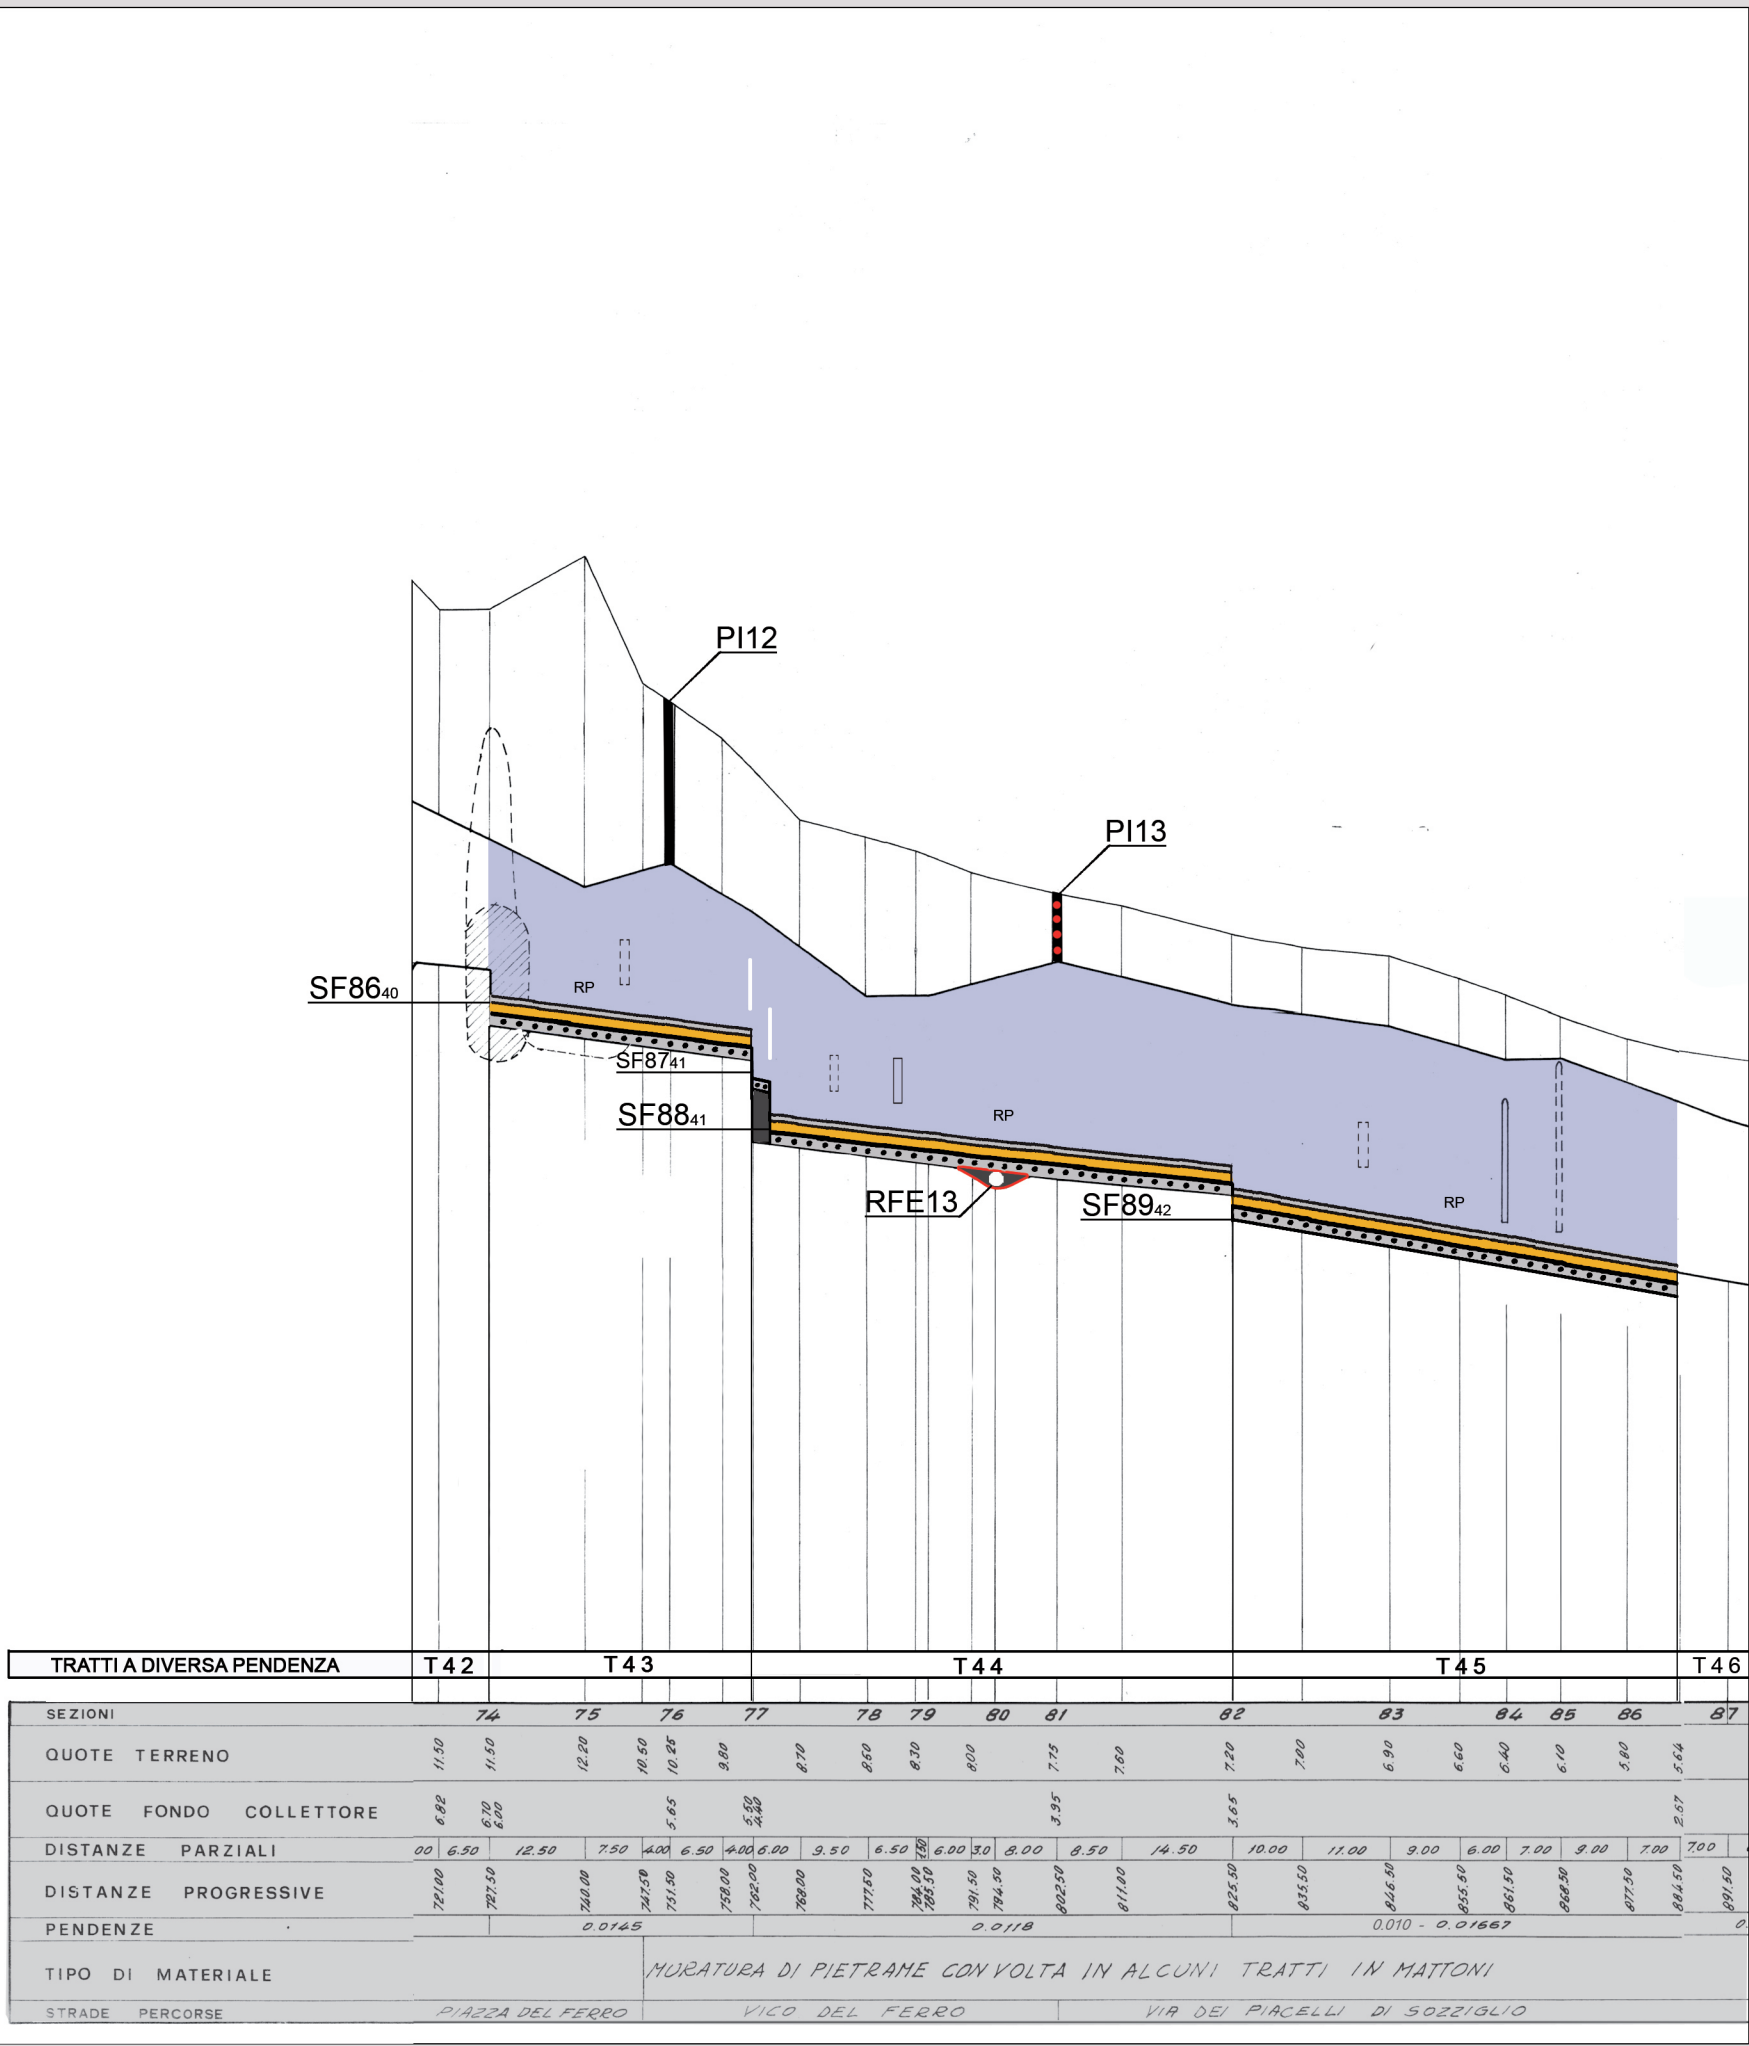 PI12
PI13
SF86₄₀
RP
SF87₄₁
SF88₄₁
RP
RFE13
SF89₄₂
RP
TRATTI A DIVERSA PENDENZA T42 T43 T44 T45 T46
SEZIONI 74 75 76 77 78 79 80 81 82 83 84 85 86 87
QUOTE TERRENO 11.50 11.50 12.20 10.50 10.25 9.80 8.70 8.60 8.30 8.00 7.75 7.60 7.20 7.00 6.90 6.60 6.40 6.10 5.80 5.64
QUOTE FONDO COLLETTORE 6.82 6.70 6.00 5.65 5.50 4.40 3.95 3.65 2.67
DISTANZE PARZIALI 00 6.50 12.50 7.50 4.00 6.50 4.00 6.00 9.50 6.50 1.50 6.00 3.0 8.00 8.50 14.50 10.00 11.00 9.00 6.00 7.00 9.00 7.00 7.00
DISTANZE PROGRESSIVE 721.00 727.50 740.00 747.50 751.50 758.00 762.00 768.00 777.50 784.00 785.50 791.50 794.50 802.50 811.00 825.50 835.50 846.50 855.50 861.50 868.50 877.50 884.50 891.50
PENDENZE 0.0145 0.0118 0.010 - 0.01667 0.
TIPO DI MATERIALE MURATURA DI PIETRAME CON VOLTA IN ALCUNI TRATTI IN MATTONI
STRADE PERCORSE PIAZZA DEL FERRO VICO DEL FERRO VIA DEI PIACELLI DI SOZZIGLIO